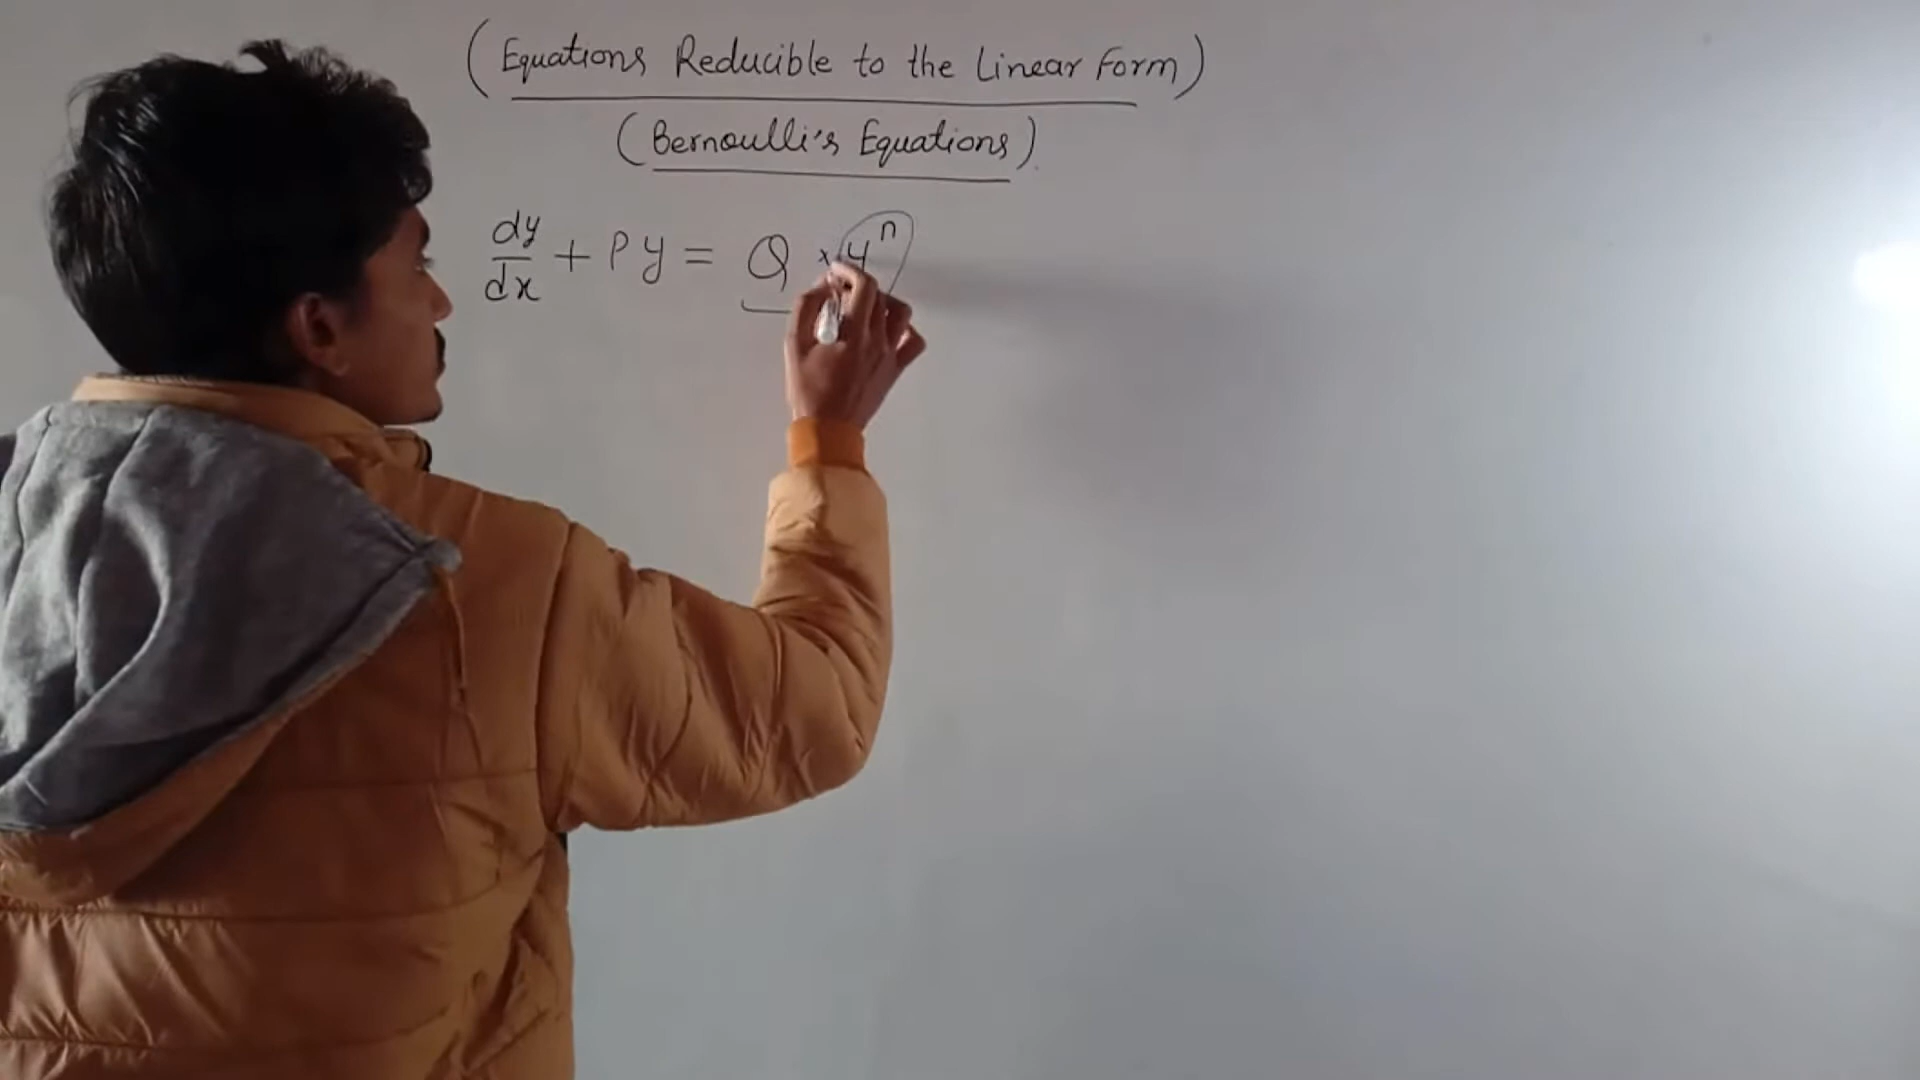 (Equations Reducible to the Linear Form)
(Bernoulli's Equations)
dy/dx + Py = Q × y^n